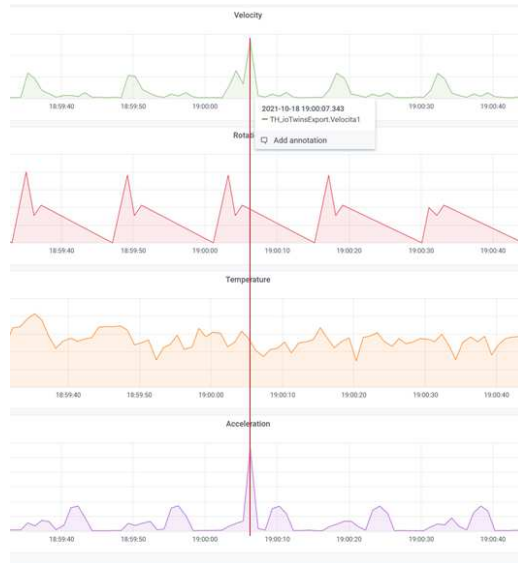 Velocity
18:59:40 18:59:50 19:00:00 19:00:30 19:00:40
2021-10-18 19:00:07.343
TH_ioTwinsExport.Velocita1
Add annotation
Rotati
18:59:40 18:59:50 19:00:00 19:00:10 19:00:20 19:00:30 19:00:40
Temperature
18:59:40 18:59:50 19:00:00 19:00:10 19:00:20 19:00:30 19:00:40
Acceleration
18:59:40 18:59:50 19:00:00 19:00:10 19:00:20 19:00:30 19:00:40